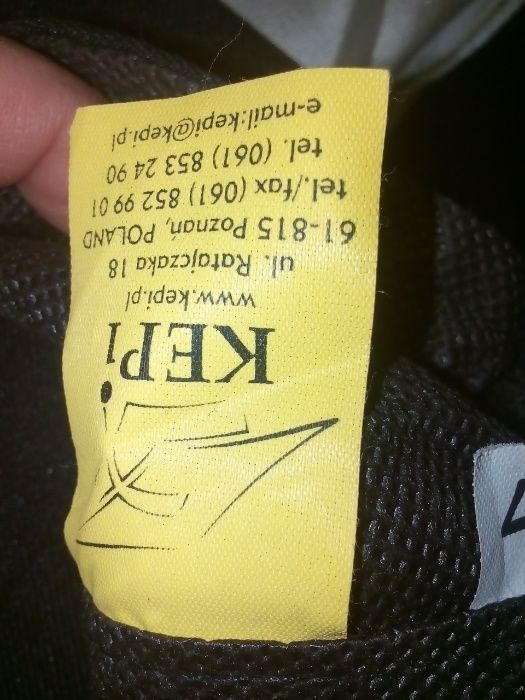 KEPi
www.kepi.pl
ul. Ratajczaka 18
61-815 Poznań, POLAND
tel./fax (061) 852 99 01
tel. (061) 853 24 90
e-mail:kepi@kepi.pl